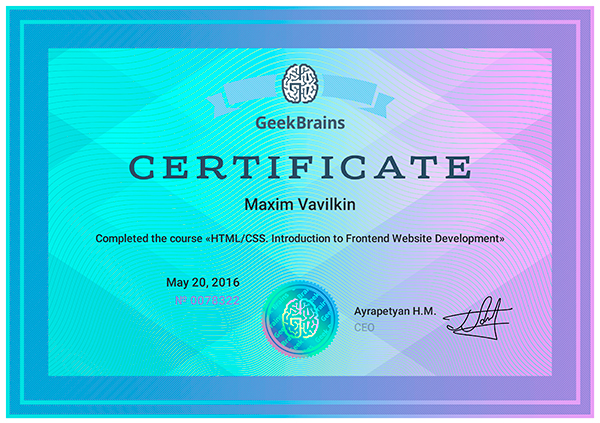 GeekBrains
CERTIFICATE
Maxim Vavilkin
Completed the course «HTML/CSS. Introduction to Frontend Website Development»
May 20, 2016
№ 0078022
Ayrapetyan H.M.
CEO